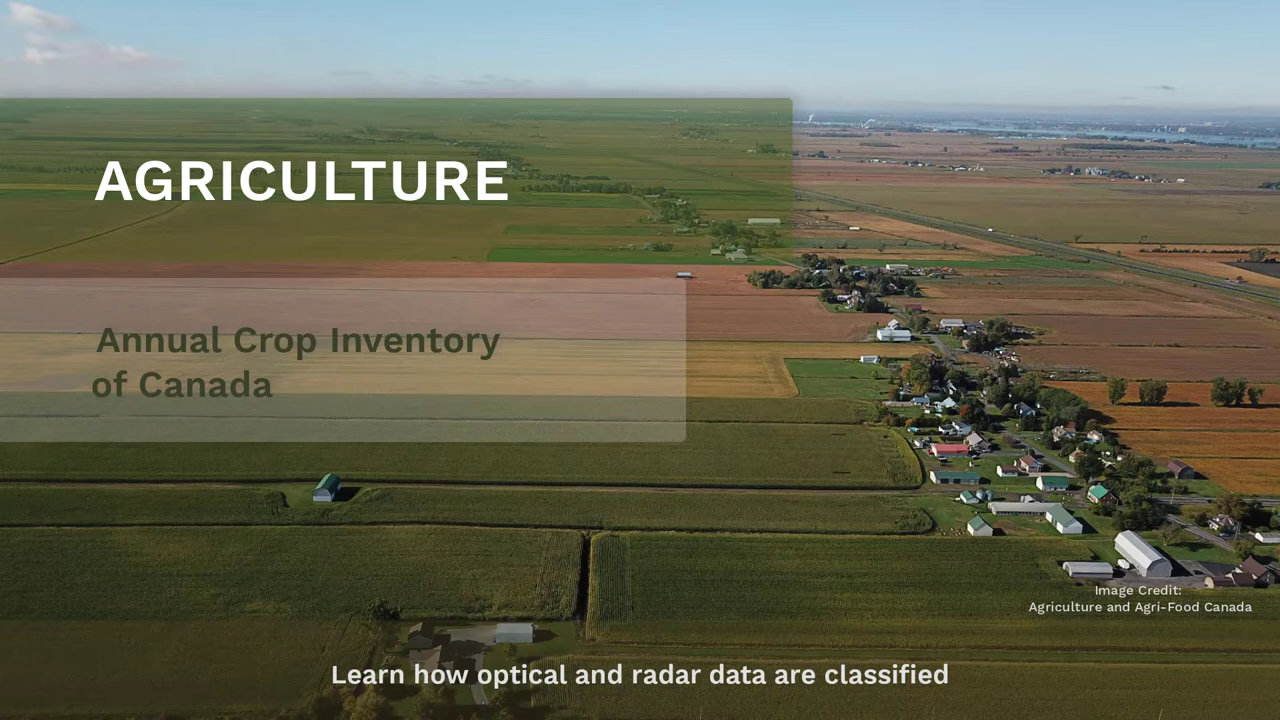 AGRICULTURE
Annual Crop Inventory
of Canada
Image Credit:
Agriculture and Agri-Food Canada
Learn how optical and radar data are classified